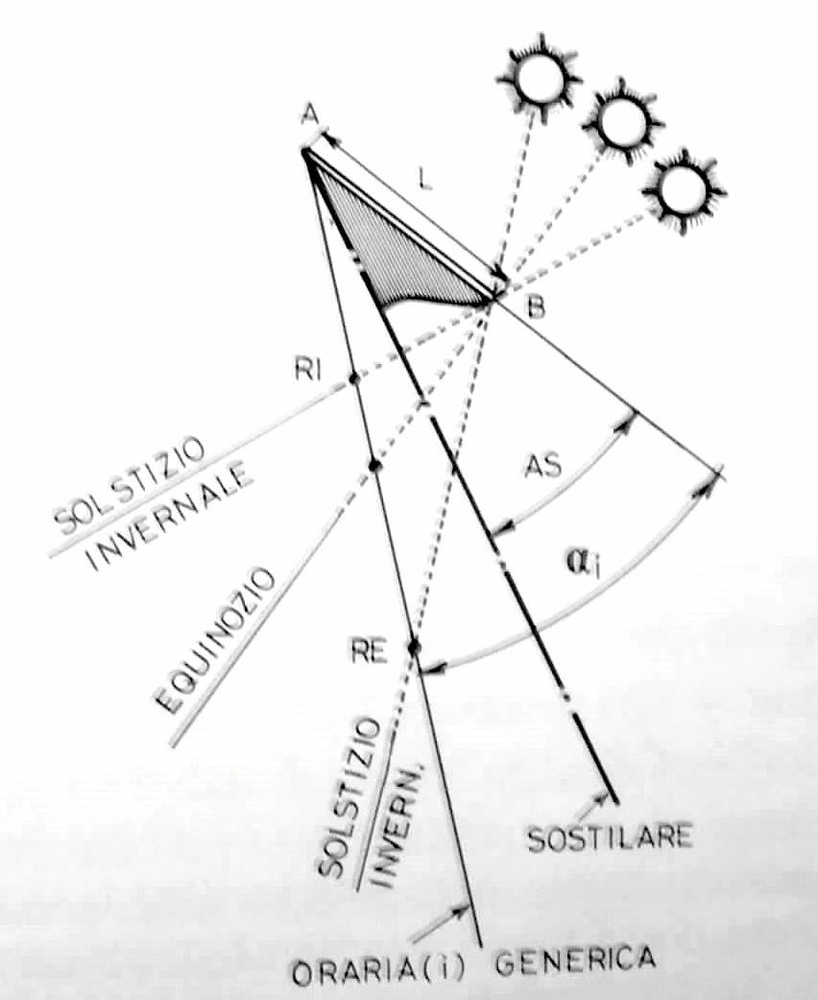 A
L
B
RI
AS
SOLSTIZIO
INVERNALE
αi
EQUINOZIO
RE
SOLSTIZIO
INVERN.
SOSTILARE
ORARIA(i) GENERICA